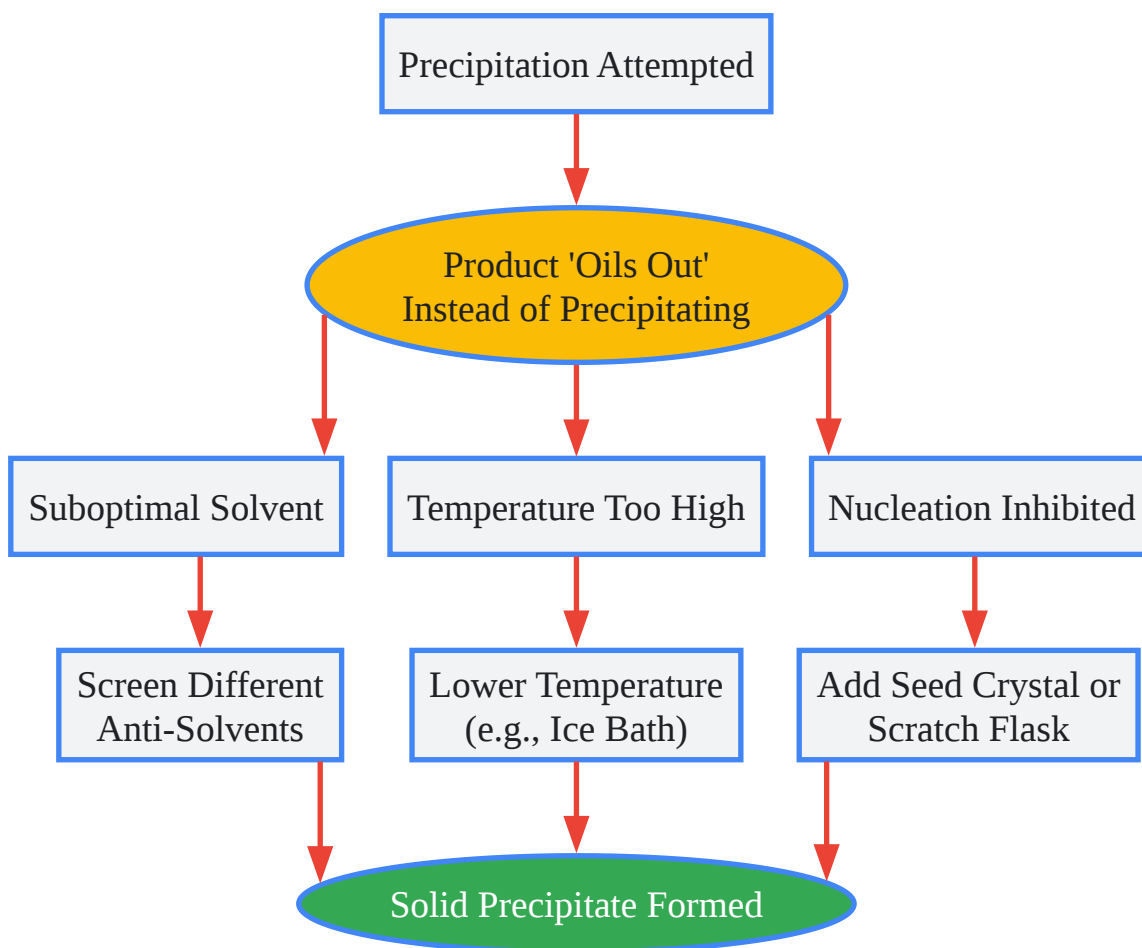 Precipitation Attempted
Product 'Oils Out'
Instead of Precipitating
Suboptimal Solvent
Temperature Too High
Nucleation Inhibited
Screen Different
Anti-Solvents
Lower Temperature
(e.g., Ice Bath)
Add Seed Crystal or
Scratch Flask
Solid Precipitate Formed